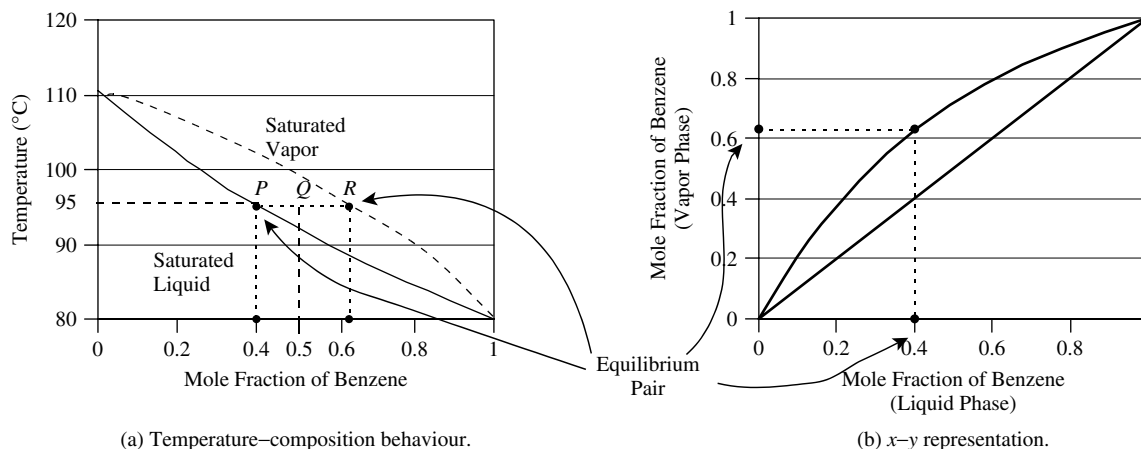 120
110
100
95
90
80
Temperature (°C)
Saturated
Vapor
P
Q
R
Saturated
Liquid
0
0.2
0.4
0.5
0.6
0.8
1
Mole Fraction of Benzene
(a) Temperature–composition behaviour.
Equilibrium
Pair
1
0.8
0.6
0.4
0.2
0
Mole Fraction of Benzene
(Vapor Phase)
0
0.2
0.4
0.6
0.8
Mole Fraction of Benzene
(Liquid Phase)
(b) x–y representation.